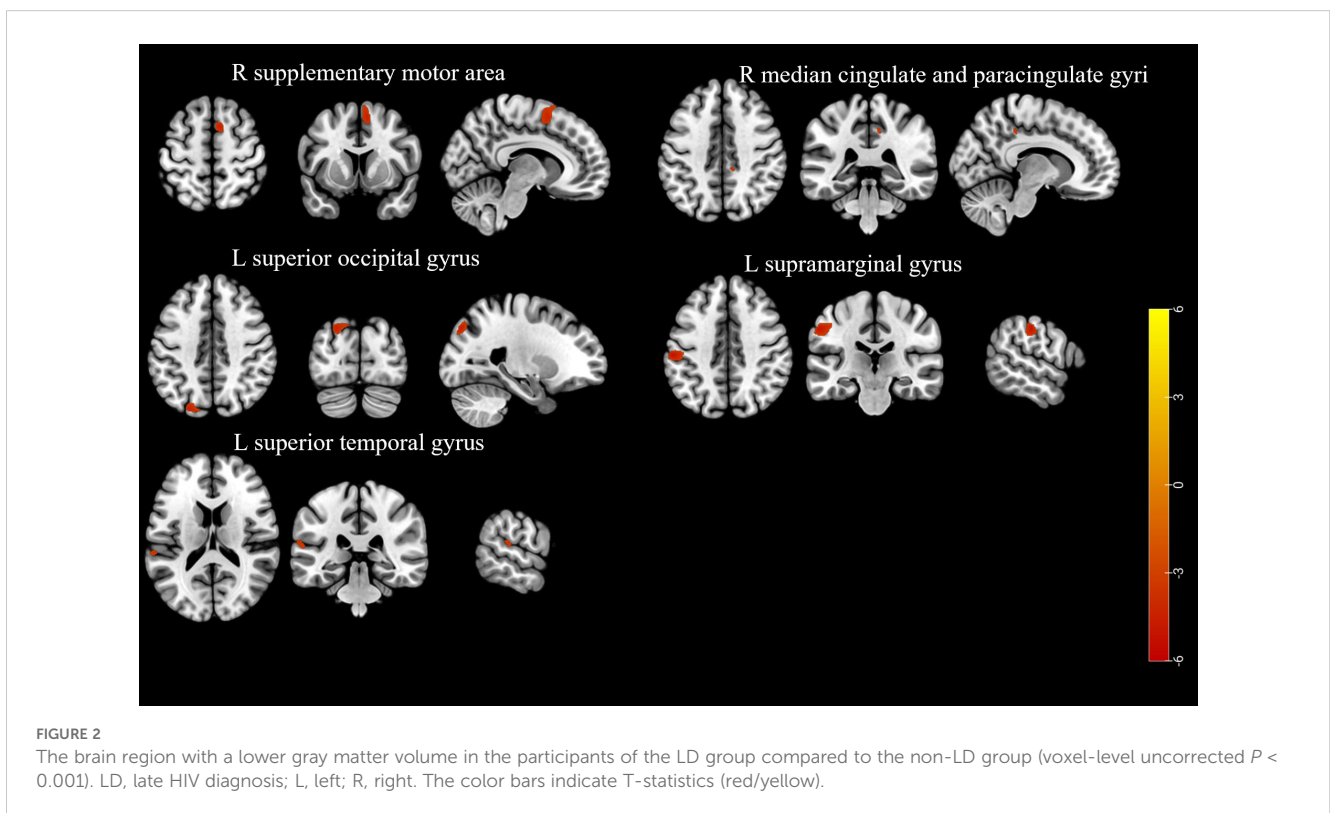 R supplementary motor area
R median cingulate and paracingulate gyri
L superior occipital gyrus
L supramarginal gyrus
L superior temporal gyrus
6
3
0
-3
-6
FIGURE 2
The brain region with a lower gray matter volume in the participants of the LD group compared to the non-LD group (voxel-level uncorrected P <
0.001). LD, late HIV diagnosis; L, left; R, right. The color bars indicate T-statistics (red/yellow).